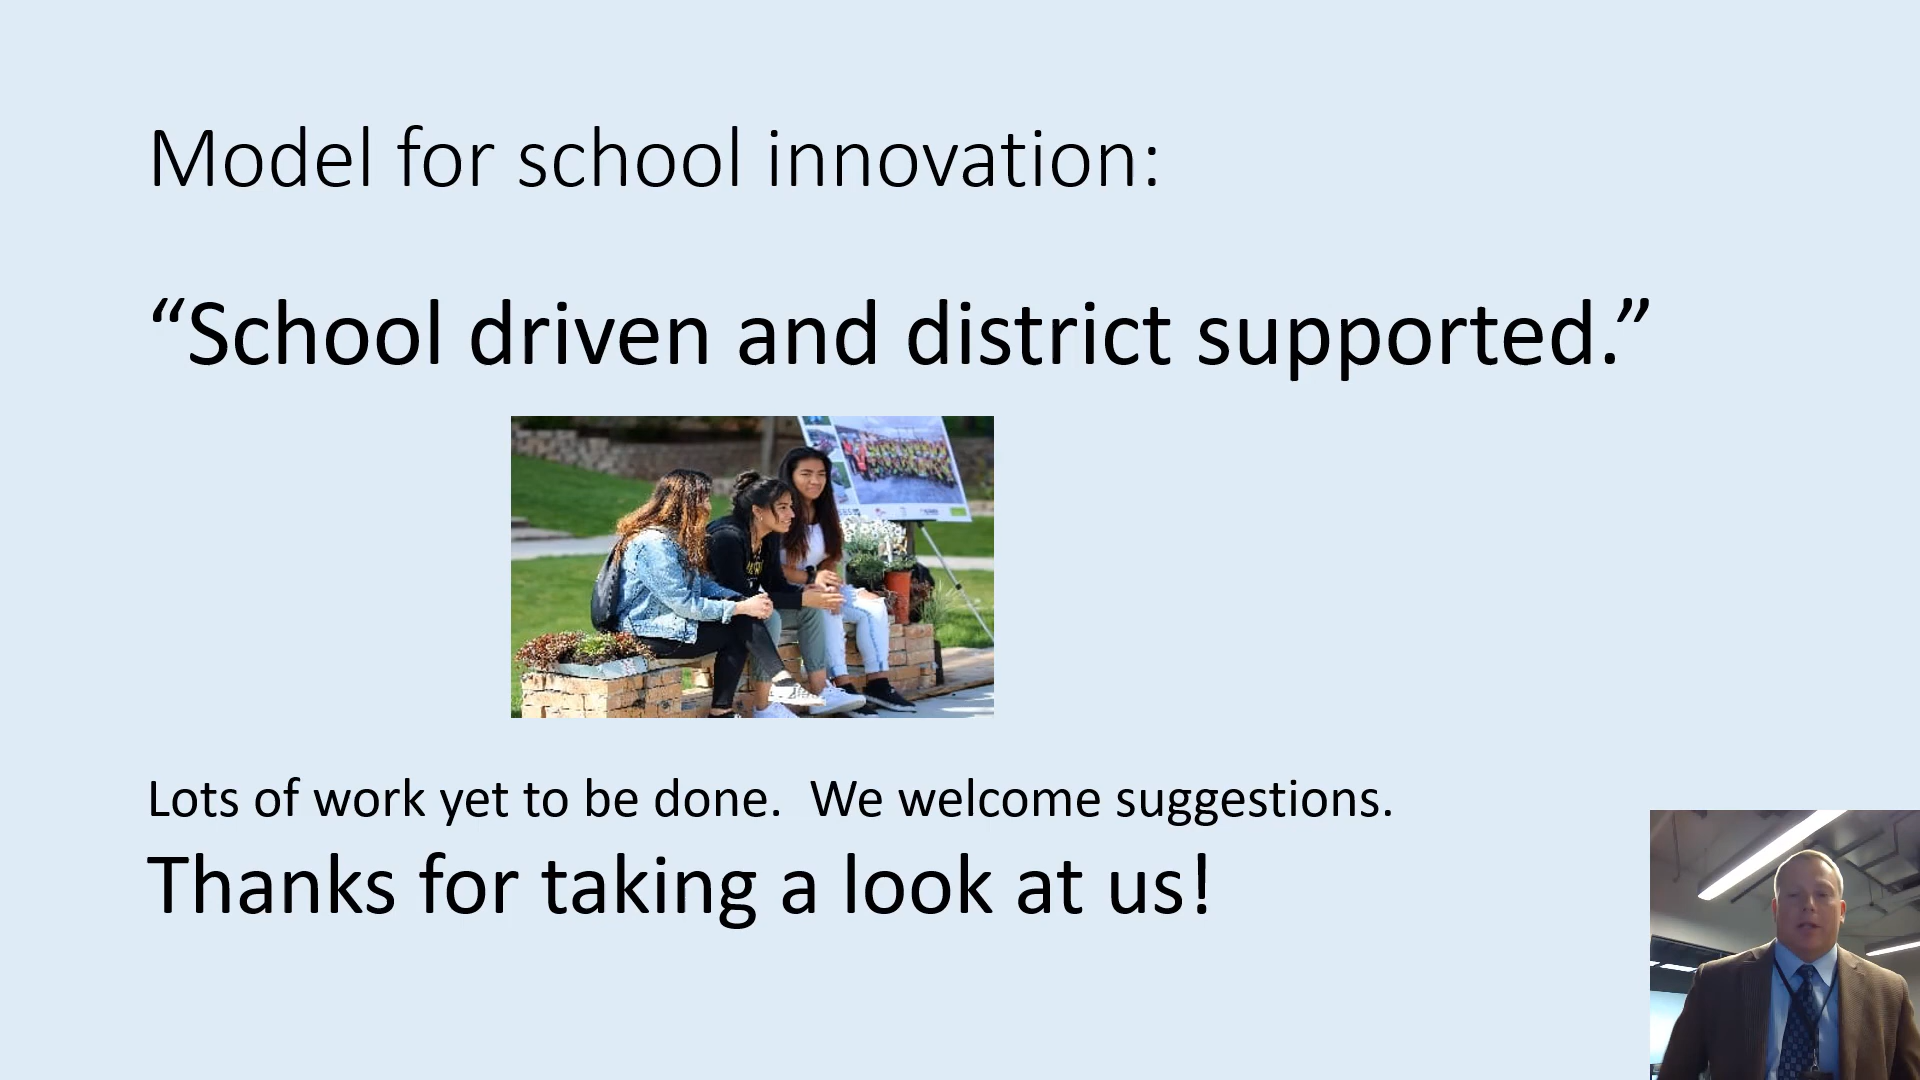 Model for school innovation:
“School driven and district supported.”
Lots of work yet to be done.  We welcome suggestions.
Thanks for taking a look at us!